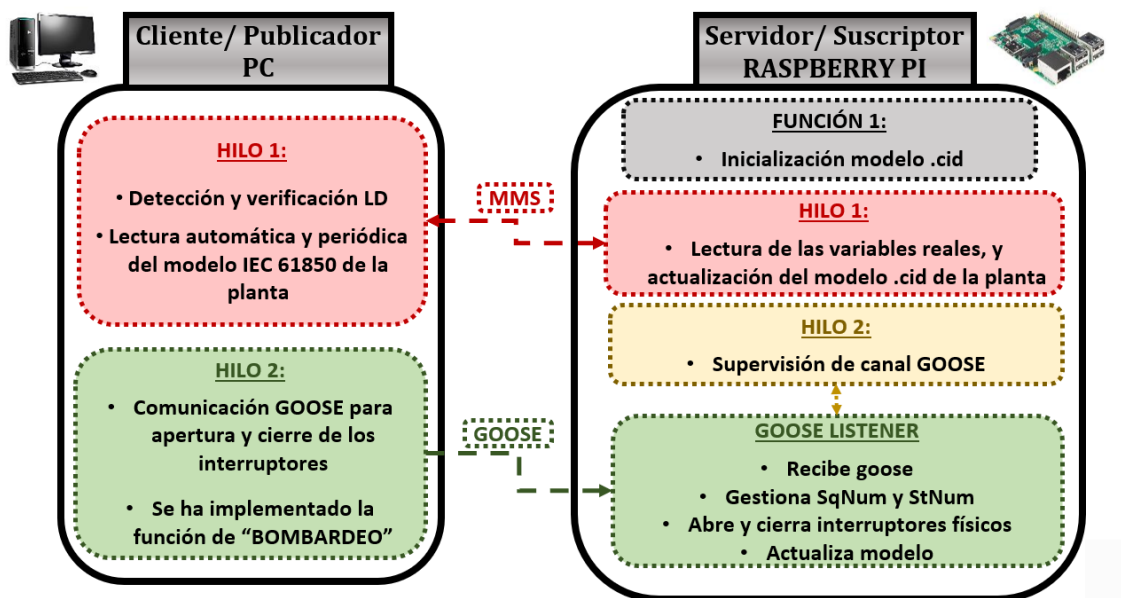 Cliente/ Publicador
PC
HILO 1:
• Detección y verificación LD
• Lectura automática y periódica
del modelo IEC 61850 de la
planta
HILO 2:
• Comunicación GOOSE para
apertura y cierre de los
interruptores
• Se ha implementado la
función de “BOMBARDEO”
MMS
GOOSE
Servidor/ Suscriptor
RASPBERRY PI
FUNCIÓN 1:
• Inicialización modelo .cid
HILO 1:
• Lectura de las variables reales, y
actualización del modelo .cid de la planta
HILO 2:
• Supervisión de canal GOOSE
GOOSE LISTENER
• Recibe goose
• Gestiona SqNum y StNum
• Abre y cierra interruptores físicos
• Actualiza modelo